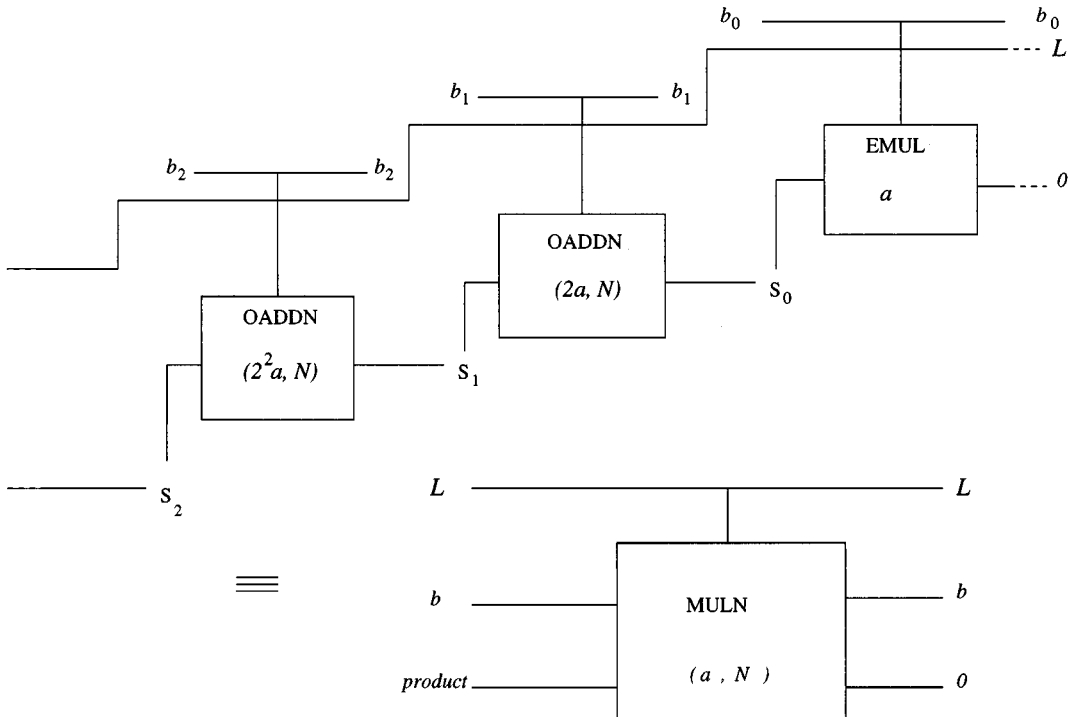 b₀ b₀
L
b₁ b₁
EMUL
b₂ b₂
a
0
OADDN
(2a, N)
S₀
OADDN
(2²a, N)
S₁
L L
S₂
b MULN b
product (a , N ) 0